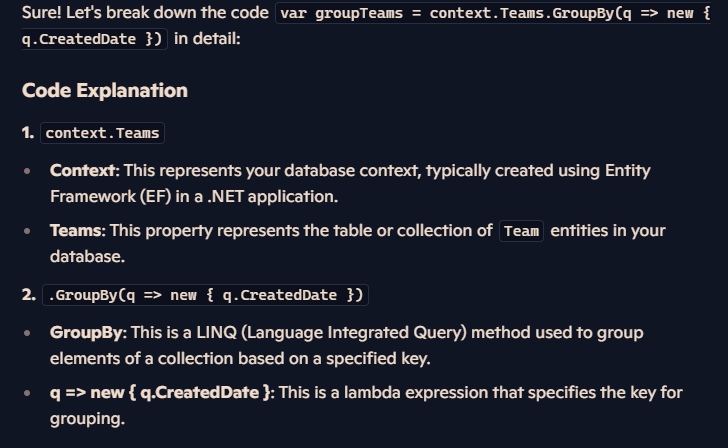 Sure! Let's break down the code var groupTeams = context.Teams.GroupBy(q => new {
q.CreatedDate }) in detail:
Code Explanation
1. context.Teams
• Context: This represents your database context, typically created using Entity
Framework (EF) in a .NET application.
• Teams: This property represents the table or collection of Team entities in your
database.
2. .GroupBy(q => new { q.CreatedDate })
• GroupBy: This is a LINQ (Language Integrated Query) method used to group
elements of a collection based on a specified key.
• q => new { q.CreatedDate }: This is a lambda expression that specifies the key for
grouping.